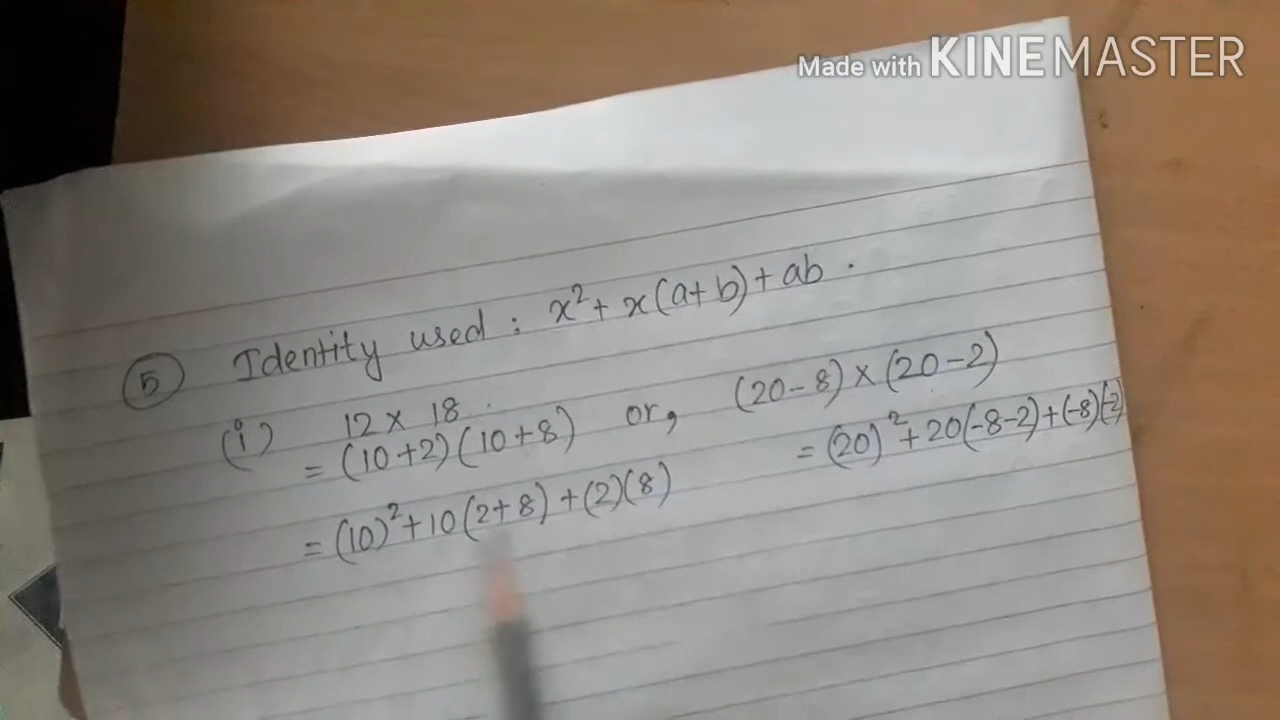 Made with KINEMASTER
5 Identity used : x² + x(a+b) + ab .
(i) 12 × 18 .
= (10+2)(10+8) or, (20-8) × (20-2)
= (10)² + 10(2+8) + (2)(8)
= (20)² + 20(-8-2) + (-8)(-2)